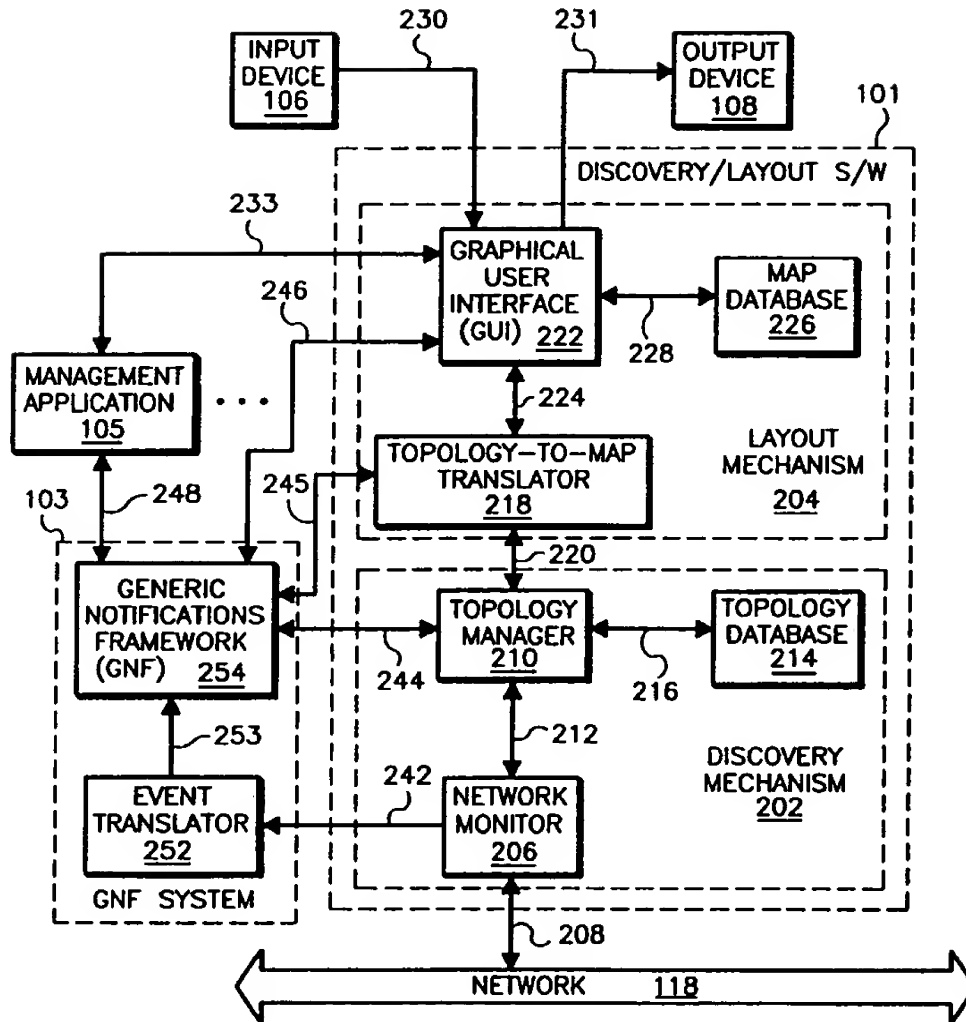 230
231
INPUT
DEVICE
106
OUTPUT
DEVICE
108
101
DISCOVERY/LAYOUT S/W
233
GRAPHICAL
USER
INTERFACE
(GUI) 222
MAP
DATABASE
226
246
228
MANAGEMENT
APPLICATION
105
• • •
224
LAYOUT
MECHANISM
204
TOPOLOGY-TO-MAP
TRANSLATOR
218
245
103
248
220
GENERIC
NOTIFICATIONS
FRAMEWORK
(GNF) 254
TOPOLOGY
MANAGER
210
TOPOLOGY
DATABASE
214
244
216
253
212
DISCOVERY
MECHANISM
202
EVENT
TRANSLATOR
252
242
NETWORK
MONITOR
206
GNF SYSTEM
208
NETWORK 118